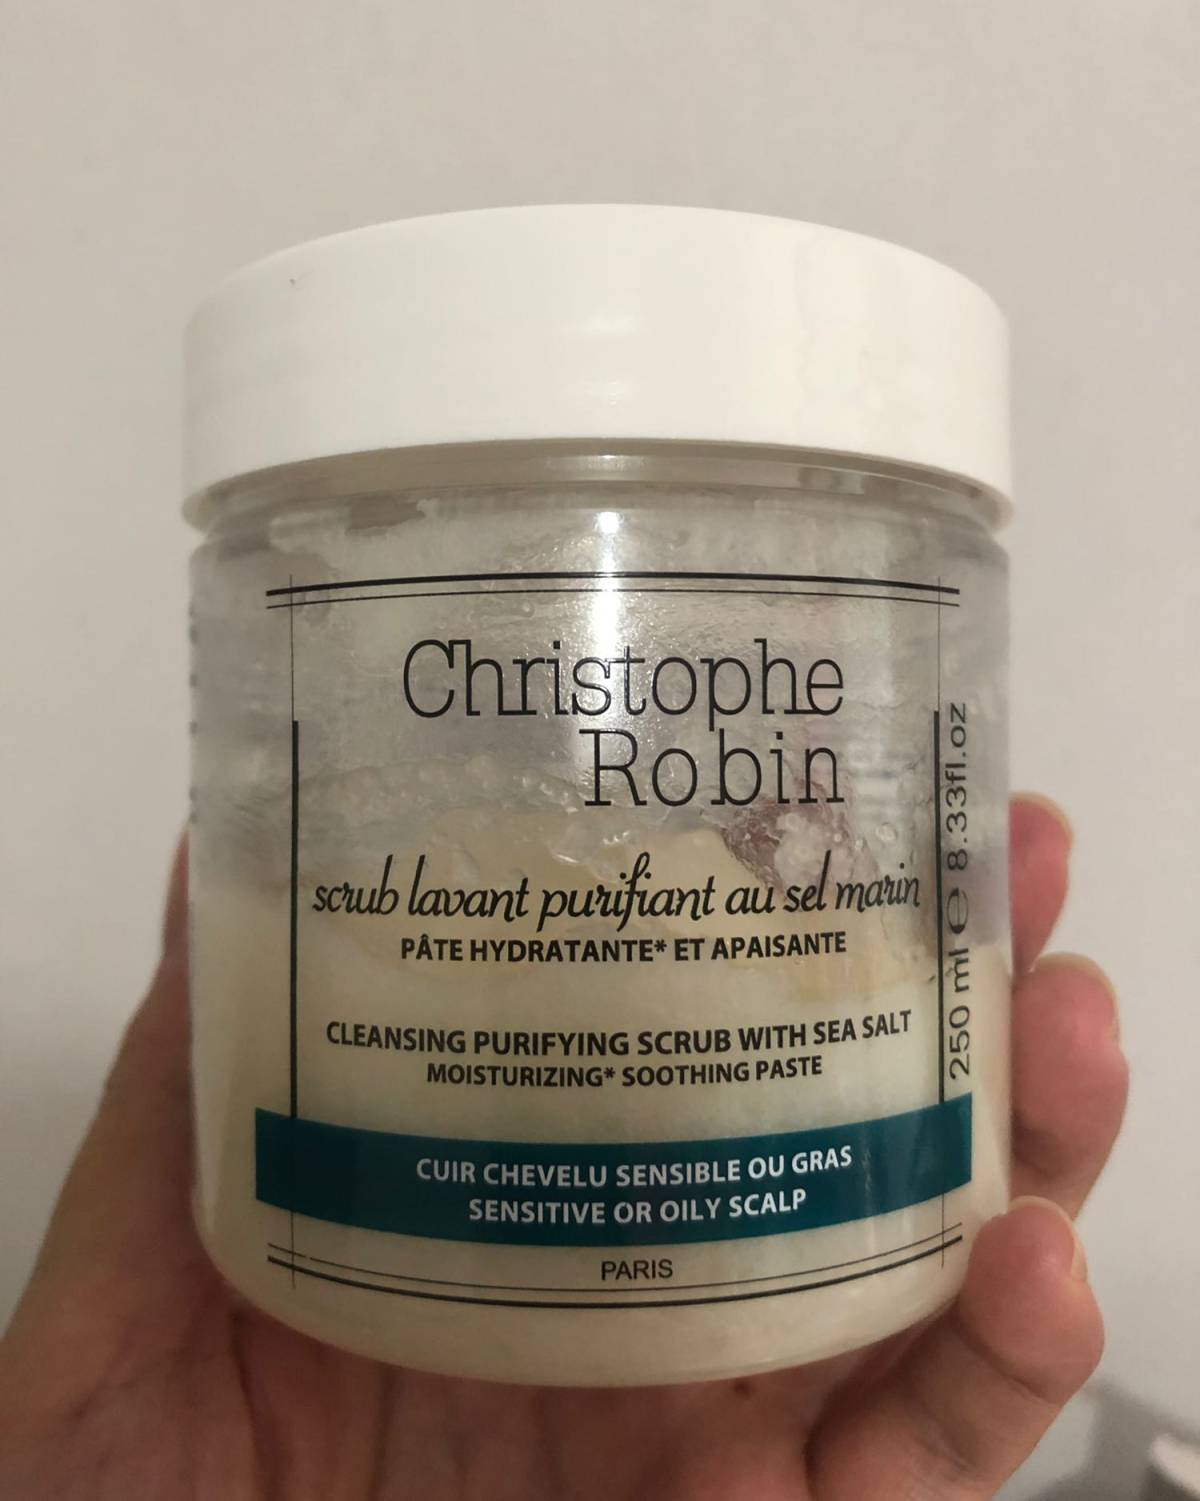 Christophe
Robin
scrub lavant purifiant au sel marin
PÂTE HYDRATANTE* ET APAISANTE
CLEANSING PURIFYING SCRUB WITH SEA SALT
MOISTURIZING* SOOTHING PASTE
CUIR CHEVELU SENSIBLE OU GRAS
SENSITIVE OR OILY SCALP
PARIS
250 ml ℮ 8.33fl.oz